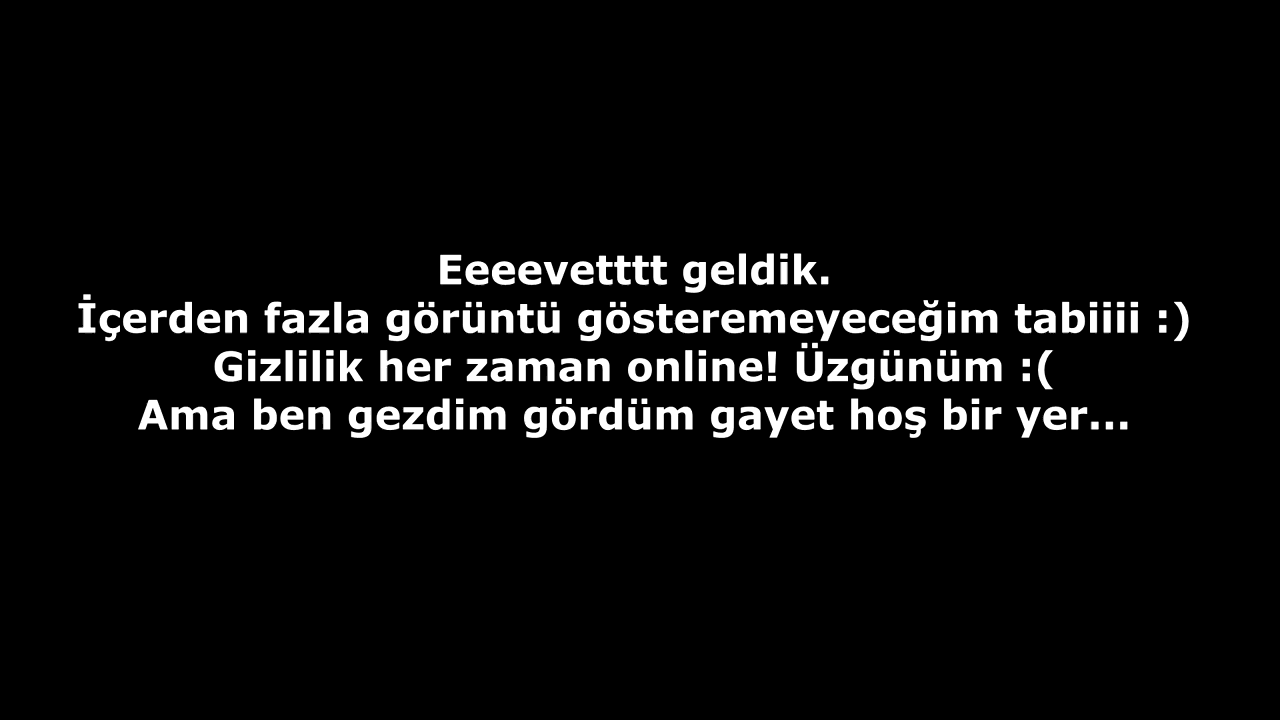 Eeeevetttt geldik.
İçerden fazla görüntü gösteremeyeceğim tabiiii :)
Gizlilik her zaman online! Üzgünüm :(
Ama ben gezdim gördüm gayet hoş bir yer...